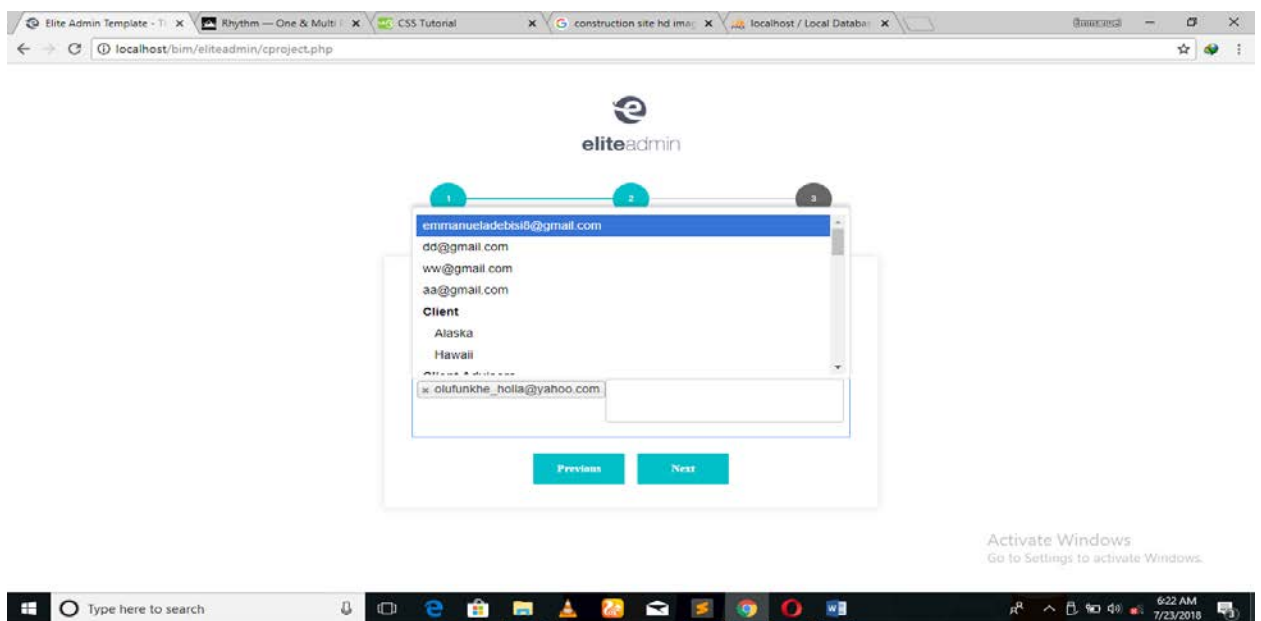 Elite Admin Template - T
Rhythm — One & Multi
CSS Tutorial
construction site hd imag
localhost / Local Databas
localhost/bim/eliteadmin/cproject.php
eliteadmin
1
2
3
emmanueladebisi8@gmail.com
dd@gmail.com
ww@gmail.com
aa@gmail.com
Client
Alaska
Hawaii
Client Advisors
× olufunkhe_holla@yahoo.com
Previous
Next
Activate Windows
Go to Settings to activate Windows.
Type here to search
6:22 AM
7/23/2018